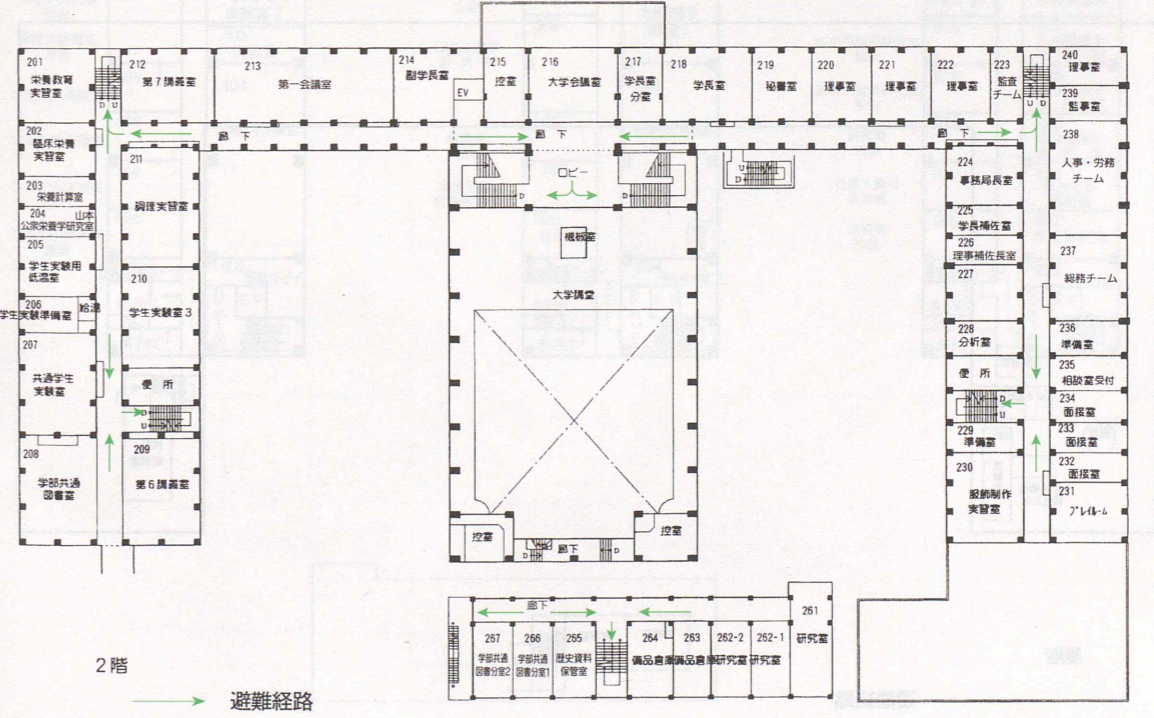 201
栄養教育
実習室
D
U
212
第7講義室
213
第一会議室
214
副学長室
EV
215
控室
216
大学会議室
217
学長室
分室
218
学長室
219
秘書室
220
理事室
221
理事室
222
理事室
223
監査
チーム
U
D
240
理事室
239
監事室
廊下
廊下
廊下
202
臨床栄養
実習室
203
栄養計算室
204
山本
公衆栄養学研究室
205
学生実験用
低温室
206
学生実験準備室
給湯
207
共通学生
実験室
208
学部共通
図書室
211
調理実習室
210
学生実験室3
便所
D
U
209
第6講義室
D
ロビー
D
機械室
大学講堂
控室
D
廊下
D
控室
U
D
224
事務局長室
225
学長補佐室
226
理事補佐長室
227
228
分析室
便所
D
U
229
準備室
230
服飾制作
実習室
238
人事・労務
チーム
237
総務チーム
236
準備室
235
相談室受付
234
面接室
233
面接室
232
面接室
231
プレイルーム
廊下
267
学部共通
図書分室2
266
学部共通
図書分室1
265
歴史資料
保管室
264
備品倉庫
263
備品倉庫
262-2
研究室
262-1
研究室
261
研究室
2階
避難経路